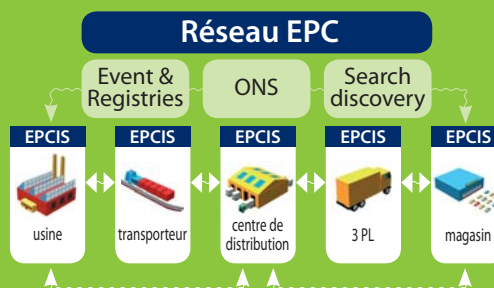 Réseau EPC
Event &
Registries
ONS
Search
discovery
EPCIS
EPCIS
EPCIS
EPCIS
EPCIS
usine
transporteur
centre de
distribution
3 PL
magasin